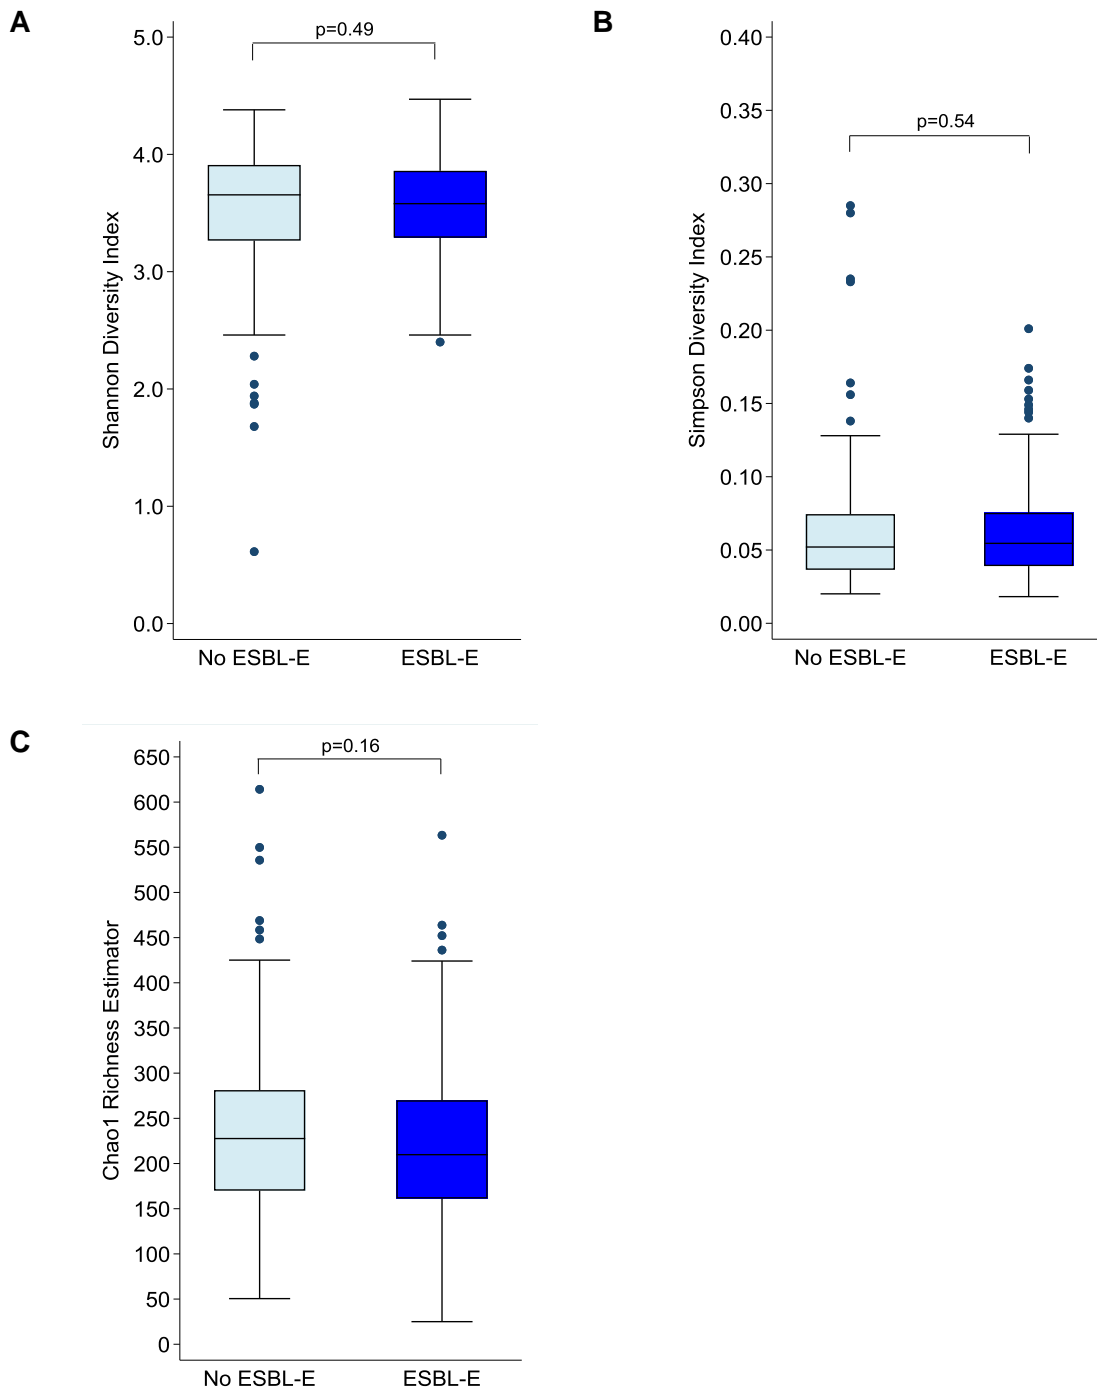 A
p=0.49
Shannon Diversity Index
5.0
4.0
3.0
2.0
1.0
0.0
No ESBL-E
ESBL-E
B
p=0.54
Simpson Diversity Index
0.40
0.35
0.30
0.25
0.20
0.15
0.10
0.05
0.00
No ESBL-E
ESBL-E
C
p=0.16
Chao1 Richness Estimator
650
600
550
500
450
400
350
300
250
200
150
100
50
0
No ESBL-E
ESBL-E